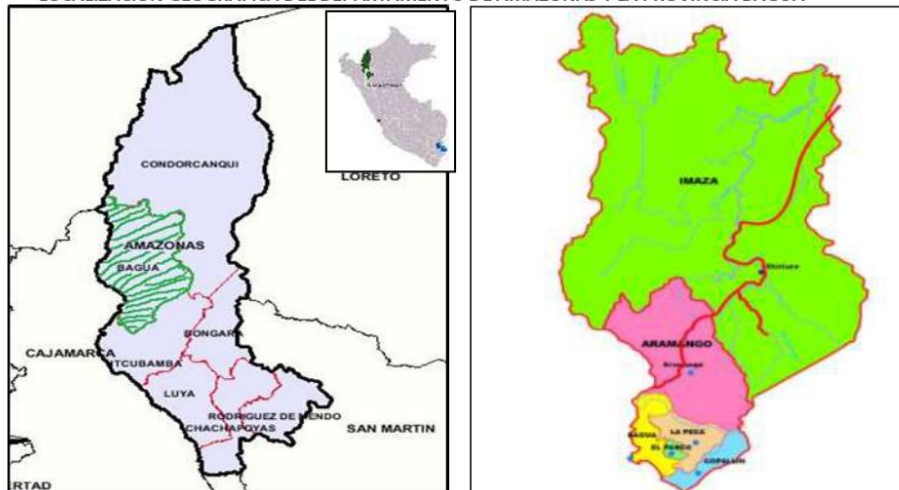 CONDORCANQUI
LORETO
AMAZONAS
BAGUA
BONGARA
CAJAMARCA
UTCUBAMBA
LUYA
RODRIGUEZ DE MENDO
CHACHAPOYAS
SAN MARTIN
ERTAD
IMAZA
ARAMANGO
BAGUA
LA PECA
EL PARCO
COPALLIN